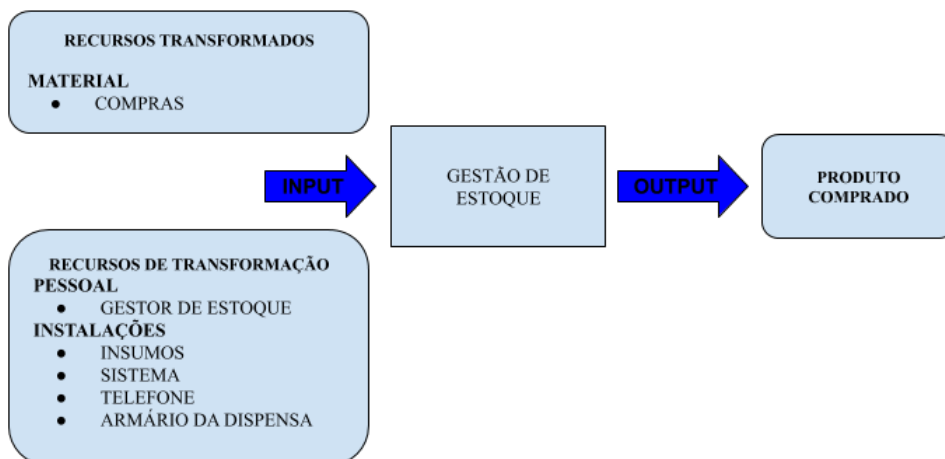 RECURSOS TRANSFORMADOS
MATERIAL
● COMPRAS
INPUT
GESTÃO DE
ESTOQUE
OUTPUT
PRODUTO
COMPRADO
RECURSOS DE TRANSFORMAÇÃO
PESSOAL
● GESTOR DE ESTOQUE
INSTALAÇÕES
● INSUMOS
● SISTEMA
● TELEFONE
● ARMÁRIO DA DISPENSA